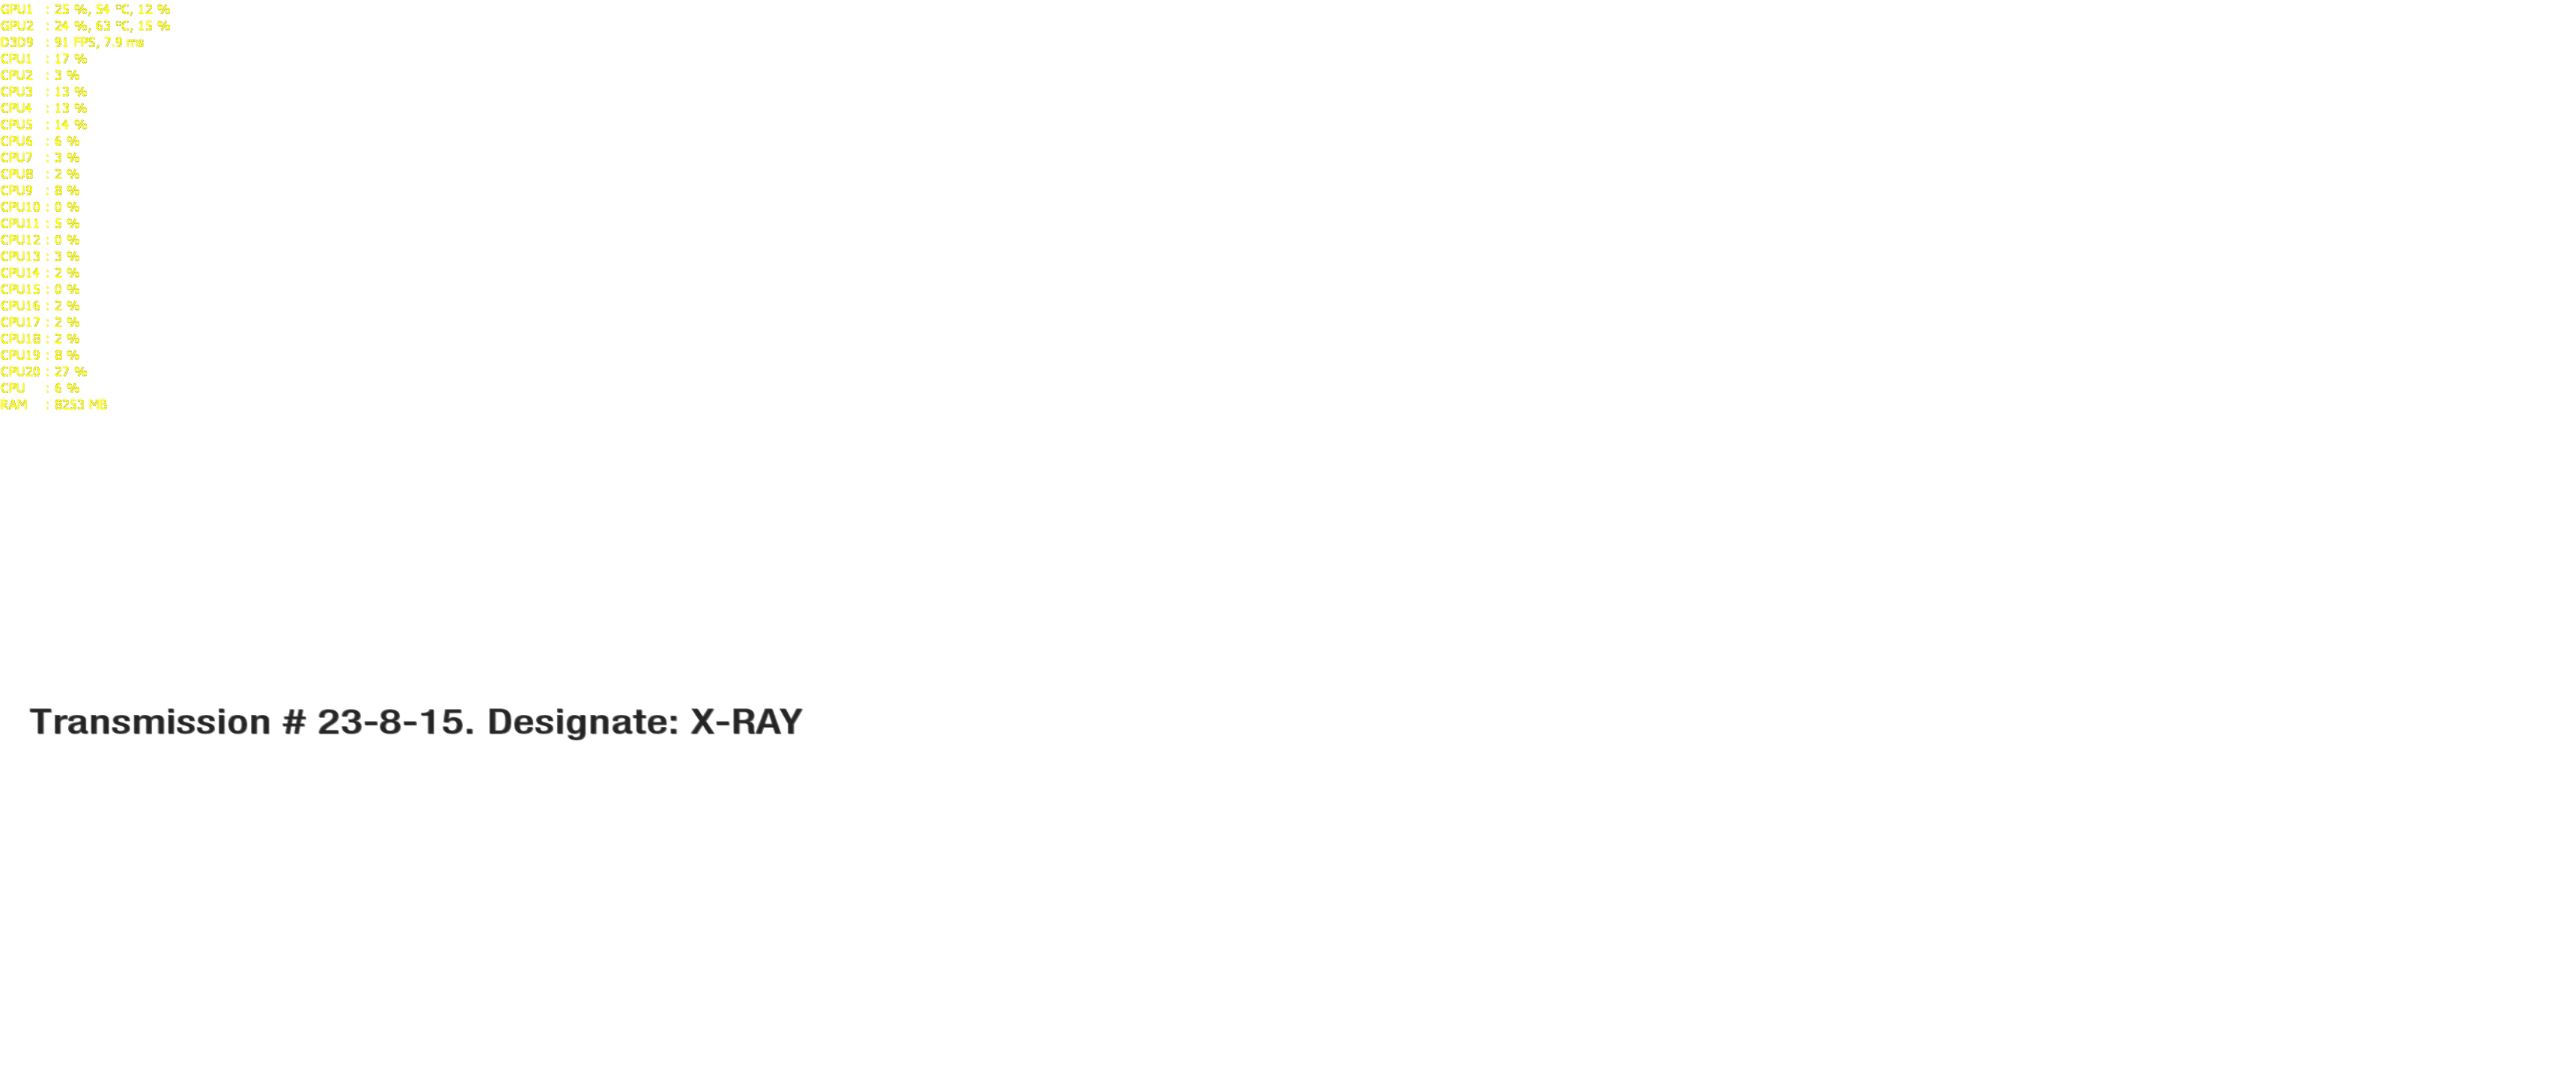 GPU1 : 25 %, 54 °C, 12 %
GPU2 : 24 %, 63 °C, 15 %
D3D9 : 91 FPS, 7.9 ms
CPU1 : 17 %
CPU2 : 3 %
CPU3 : 13 %
CPU4 : 13 %
CPU5 : 14 %
CPU6 : 6 %
CPU7 : 3 %
CPU8 : 2 %
CPU9 : 8 %
CPU10 : 0 %
CPU11 : 5 %
CPU12 : 0 %
CPU13 : 3 %
CPU14 : 2 %
CPU15 : 0 %
CPU16 : 2 %
CPU17 : 2 %
CPU18 : 2 %
CPU19 : 8 %
CPU20 : 27 %
CPU : 6 %
RAM : 8253 MB
Transmission # 23-8-15. Designate: X-RAY